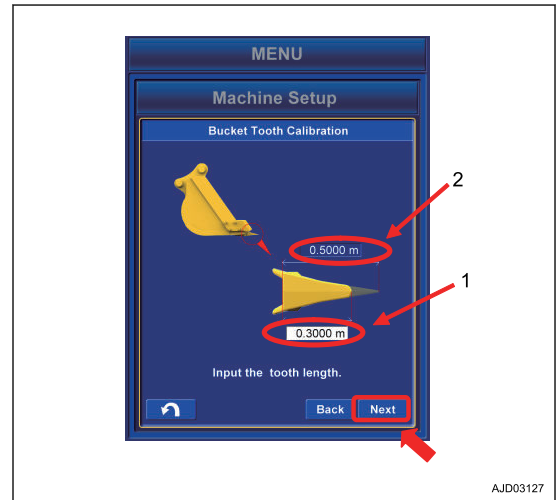 MENU
Machine Setup
Bucket Tooth Calibration
2
0.5000 m
1
0.3000 m
Input the tooth length.
Back Next
AJD03127